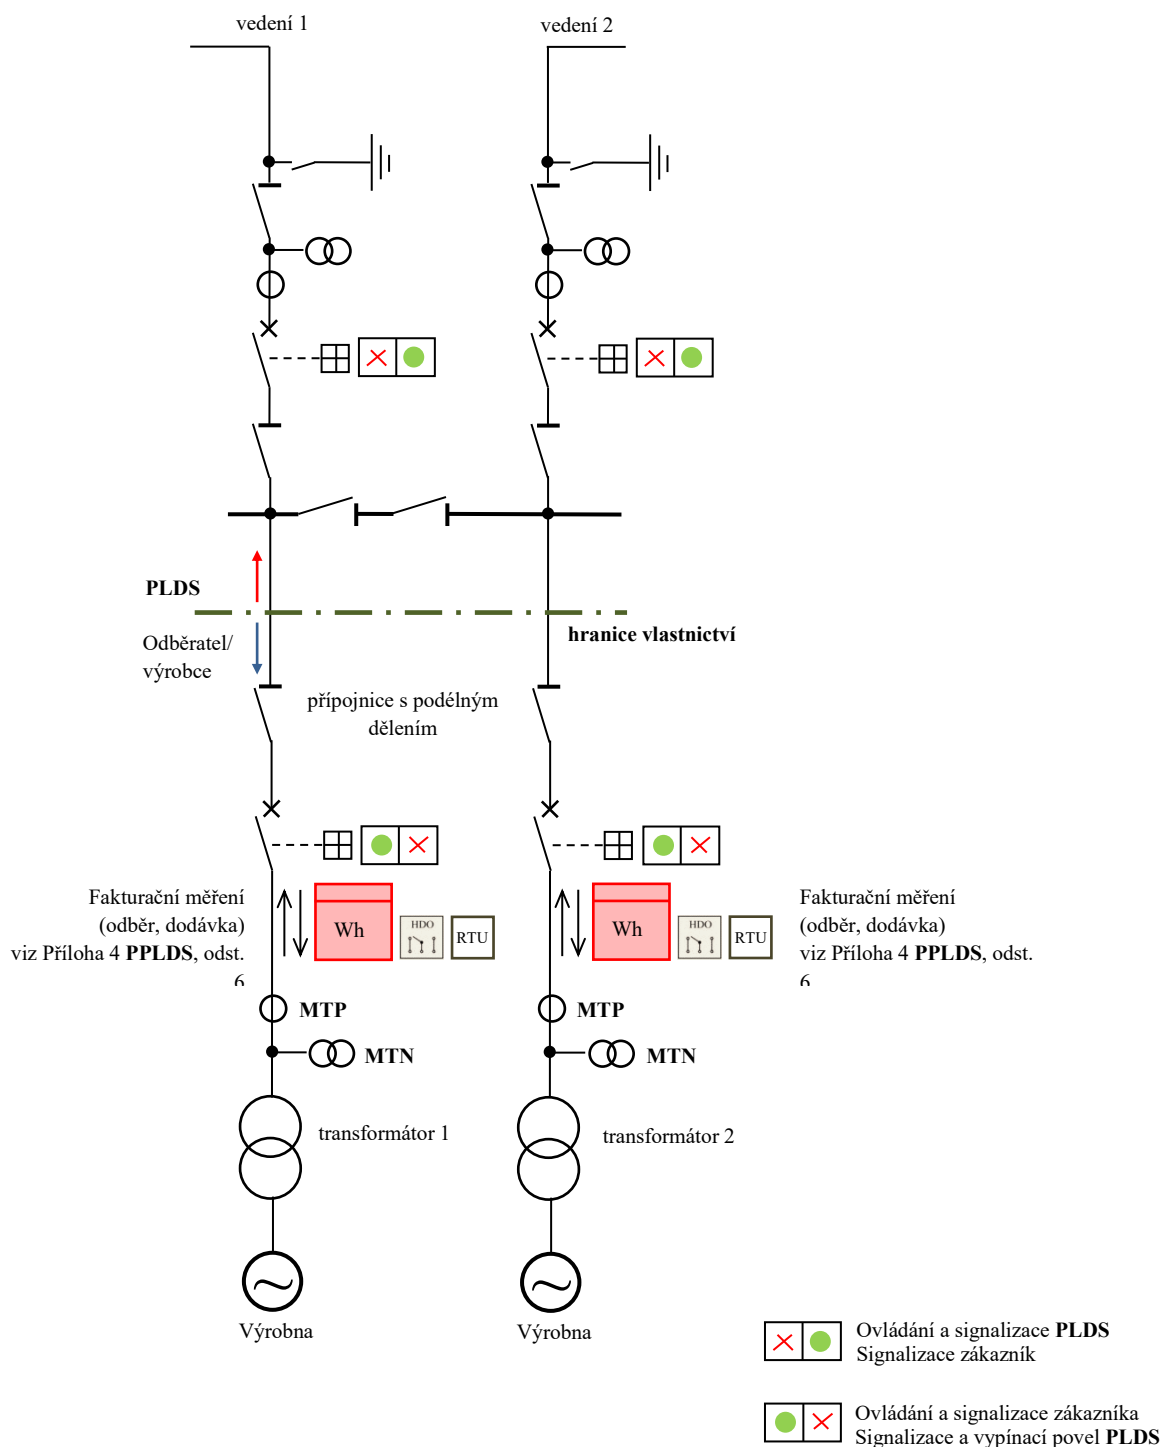 vedení 1
vedení 2
PLDS
hranice vlastnictví
Odběratel/
výrobce
přípojnice s podélným
dělením
Fakturační měření
(odběr, dodávka)
viz Příloha 4 PPLDS, odst.
6
Wh
HDO
RTU
Wh
HDO
RTU
Fakturační měření
(odběr, dodávka)
viz Příloha 4 PPLDS, odst.
6
MTP
MTP
MTN
MTN
transformátor 1
transformátor 2
Výrobna
Výrobna
Ovládání a signalizace PLDS
Signalizace zákazník
Ovládání a signalizace zákazníka
Signalizace a vypínací povel PLDS